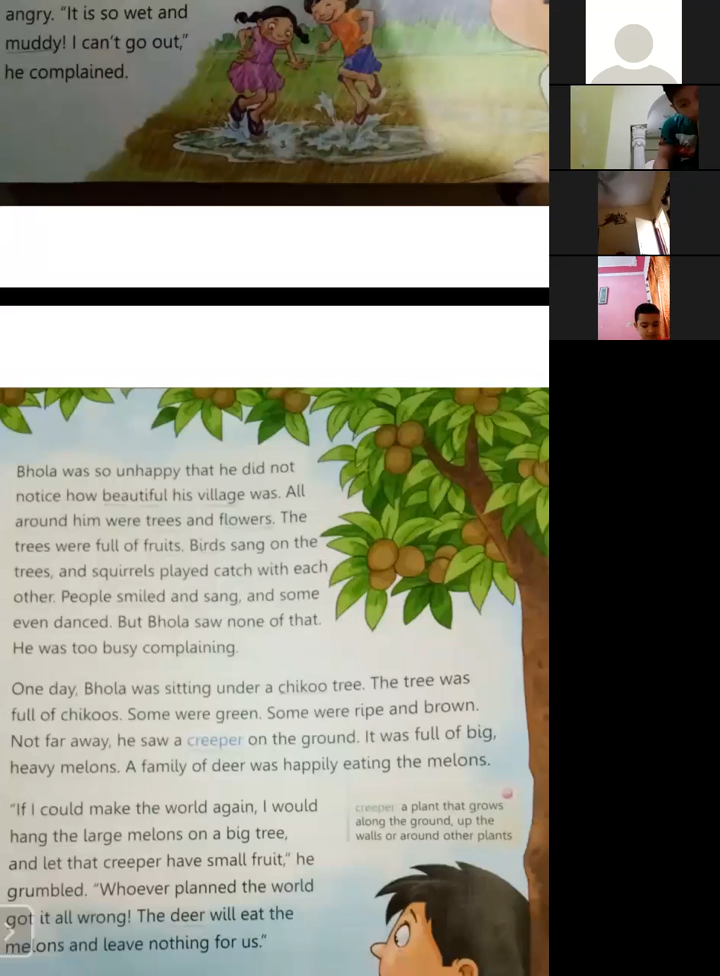 angry. “It is so wet and
muddy! I can’t go out,”
he complained.
3
Bhola was so unhappy that he did not
notice how beautiful his village was. All
around him were trees and flowers. The
trees were full of fruits. Birds sang on the
trees, and squirrels played catch with each
other. People smiled and sang, and some
even danced. But Bhola saw none of that.
He was too busy complaining.
One day, Bhola was sitting under a chikoo tree. The tree was
full of chikoos. Some were green. Some were ripe and brown.
Not far away, he saw a creeper on the ground. It was full of big,
heavy melons. A family of deer was happily eating the melons.
“If I could make the world again, I would
hang the large melons on a big tree,
and let that creeper have small fruit,” he
grumbled. “Whoever planned the world
got it all wrong! The deer will eat the
melons and leave nothing for us.”
creeper a plant that grows
along the ground, up the
walls or around other plants